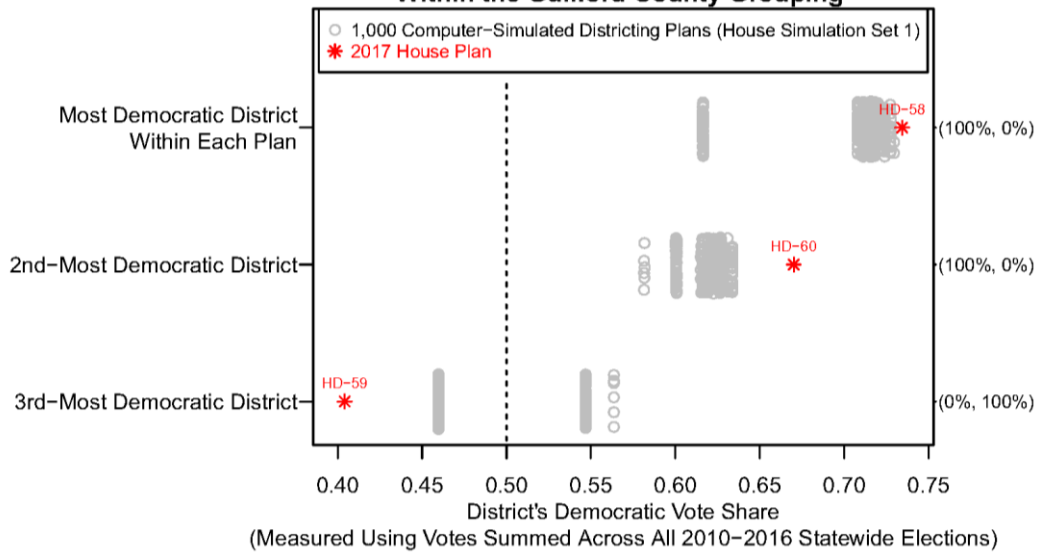 1,000 Computer−Simulated Districting Plans (House Simulation Set 1)
2017 House Plan
Most Democratic District
Within Each Plan
HD−58
(100%, 0%)
2nd−Most Democratic District
HD−60
(100%, 0%)
3rd−Most Democratic District
HD−59
(0%, 100%)
0.40 0.45 0.50 0.55 0.60 0.65 0.70 0.75
District's Democratic Vote Share
(Measured Using Votes Summed Across All 2010−2016 Statewide Elections)